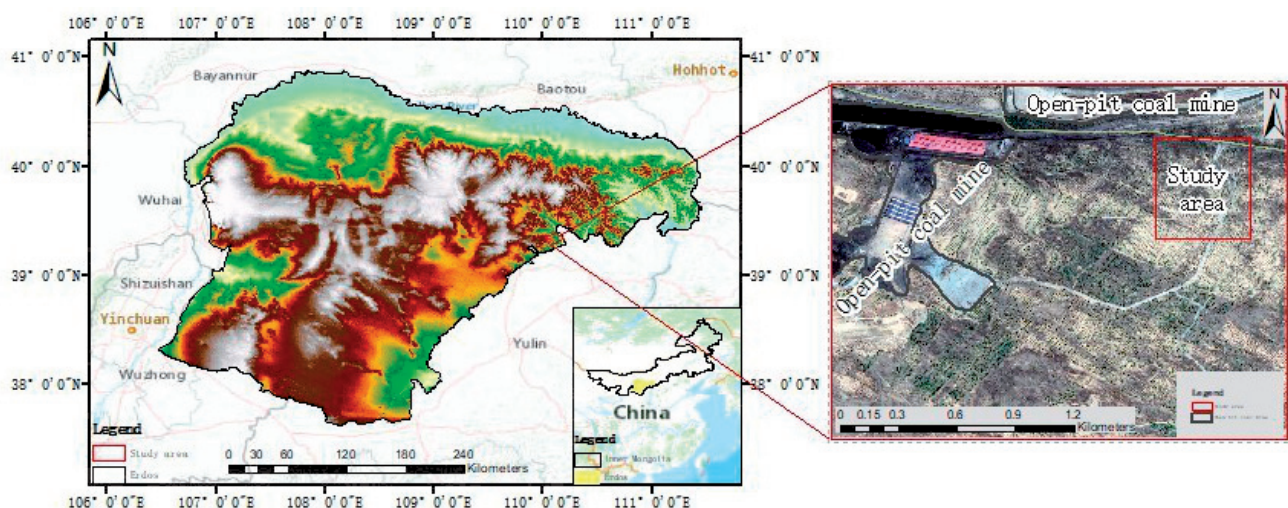 106° 0'0"E 107° 0'0"E 108° 0'0"E 109° 0'0"E 110° 0'0"E 111° 0'0"E
41° 0'0"N
40° 0'0"N
39° 0'0"N
38° 0'0"N
N
Bayannur
Baotou
Hohhot
River
Wuhai
Shizuishan
Yinchuan
Wuzhong
Yulin
Legend
Study area
Erdos
0 30 60 120 180 240
Kilometers
China
Legend
Inner Mongolia
Erdos
41° 0'0"N
40° 0'0"N
39° 0'0"N
38° 0'0"N
106° 0'0"E 107° 0'0"E 108° 0'0"E 109° 0'0"E 110° 0'0"E 111° 0'0"E
Open-pit coal mine
N
Study
area
Open-pit coal mine
0 0.15 0.3 0.6 0.9 1.2
Kilometers
Legend
Study area